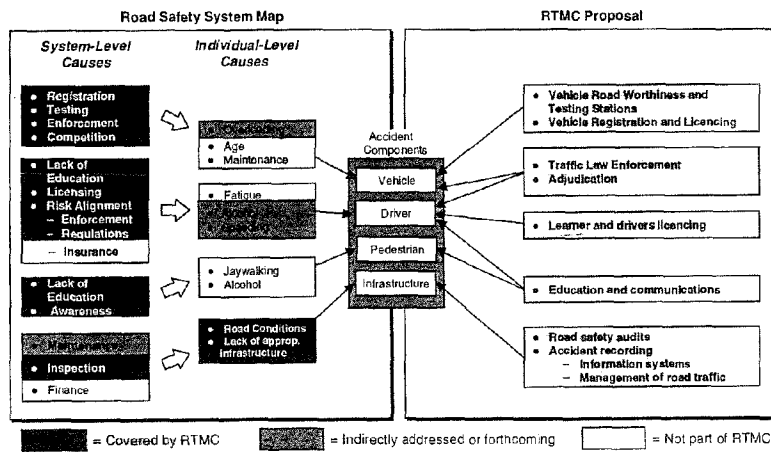 Road Safety System Map
RTMC Proposal
System-Level
Causes
Individual-Level
Causes
• Registration
• Testing
• Enforcement
• Competition
• Lack of
Education
• Licensing
• Risk Alignment
– Enforcement
– Regulations
– Insurance
• Lack of
Education
• Awareness
• Inspection
• Finance
• Overloading
• Age
• Maintenance
• Fatigue
• Jaywalking
• Alcohol
• Road Conditions
• Lack of approp.
infrastructure
Accident
Components
Vehicle
Driver
Pedestrian
Infrastructure
• Vehicle Road Worthiness and
Testing Stations
• Vehicle Registration and Licencing
• Traffic Law Enforcement
• Adjudication
• Learner and drivers licencing
• Education and communications
• Road safety audits
• Accident recording
– Information systems
– Management of road traffic
= Covered by RTMC
= Indirectly addressed or forthcoming
= Not part of RTMC